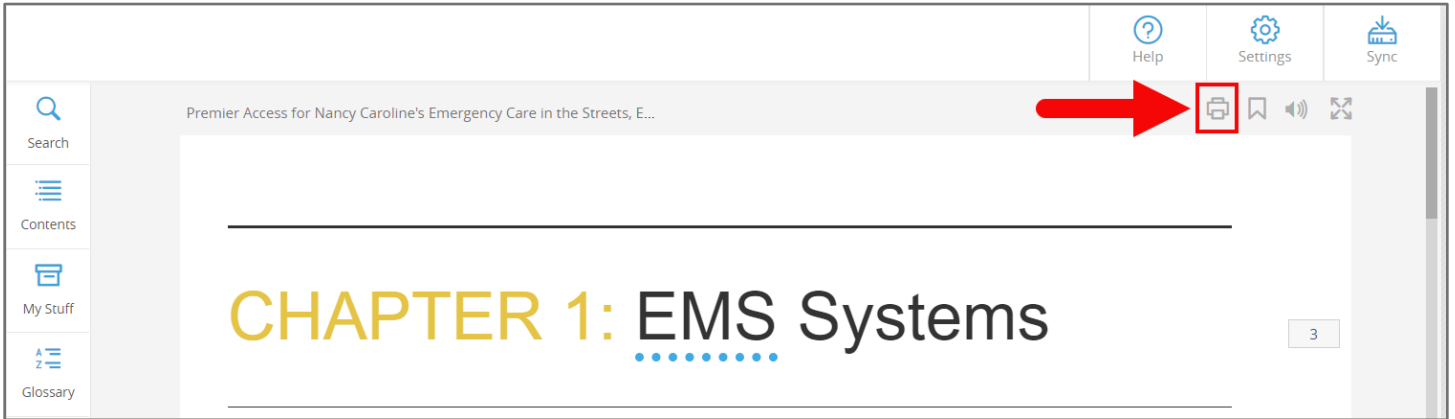 Help
Settings
Sync
Search
Premier Access for Nancy Caroline's Emergency Care in the Streets, E...
Contents
My Stuff
CHAPTER 1: EMS Systems
3
A
Z
Glossary